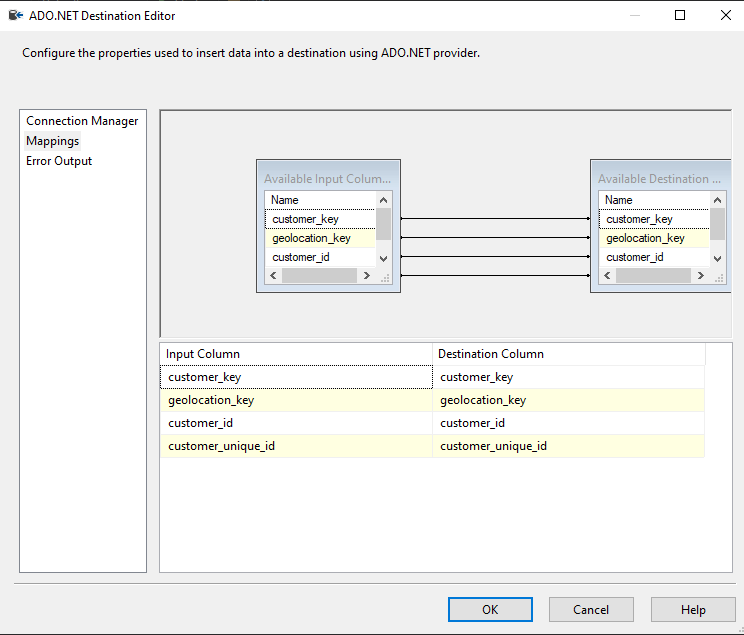 ADO.NET Destination Editor
Configure the properties used to insert data into a destination using ADO.NET provider.
Connection Manager
Mappings
Error Output
Available Input Colum...
Name
customer_key
geolocation_key
customer_id
Available Destination ...
Name
customer_key
geolocation_key
customer_id
Input Column Destination Column
customer_key customer_key
geolocation_key geolocation_key
customer_id customer_id
customer_unique_id customer_unique_id
OK Cancel Help